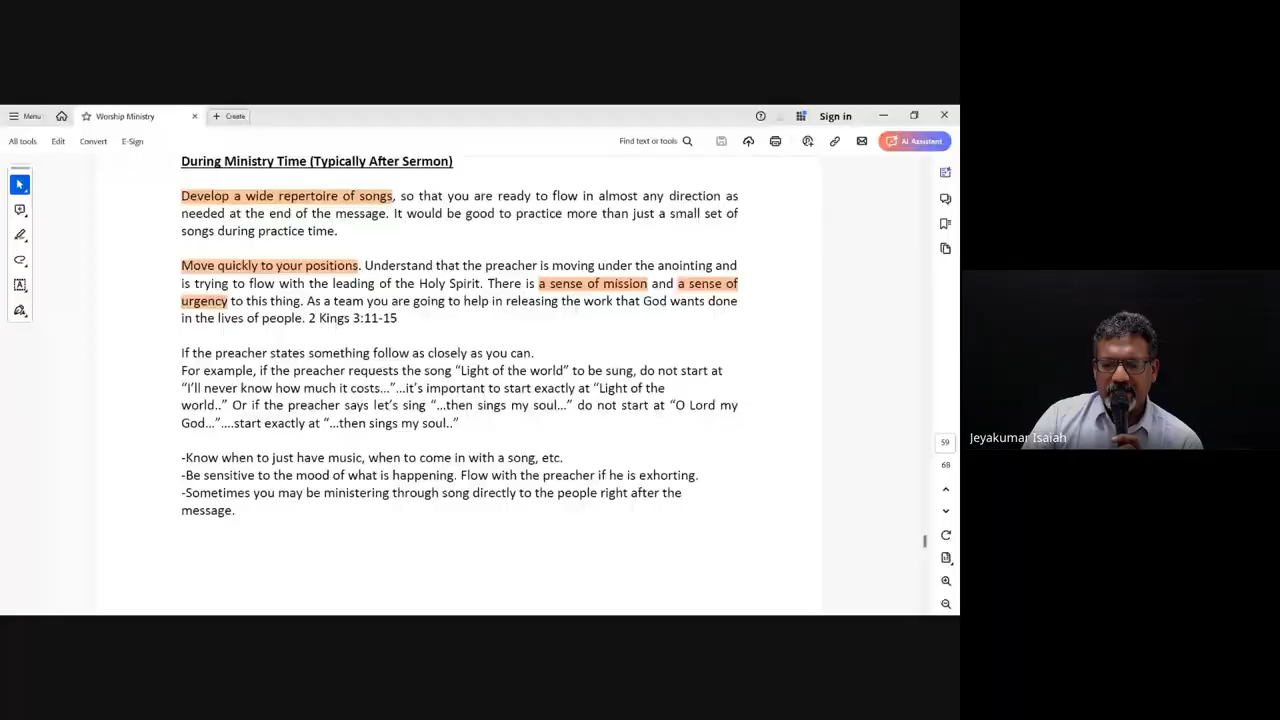 Menu
Worship Ministry
Create
Sign in
All tools
Edit
Convert
E-Sign
Find text or tools
AI Assistant
During Ministry Time (Typically After Sermon)
Develop a wide repertoire of songs, so that you are ready to flow in almost any direction as
needed at the end of the message. It would be good to practice more than just a small set of
songs during practice time.
Move quickly to your positions. Understand that the preacher is moving under the anointing and
is trying to flow with the leading of the Holy Spirit. There is a sense of mission and a sense of
urgency to this thing. As a team you are going to help in releasing the work that God wants done
in the lives of people. 2 Kings 3:11-15
If the preacher states something follow as closely as you can.
For example, if the preacher requests the song “Light of the world” to be sung, do not start at
“I’ll never know how much it costs...”...it’s important to start exactly at “Light of the
world..” Or if the preacher says let’s sing “...then sings my soul...” do not start at “O Lord my
God...”....start exactly at “...then sings my soul..”
-Know when to just have music, when to come in with a song, etc.
-Be sensitive to the mood of what is happening. Flow with the preacher if he is exhorting.
-Sometimes you may be ministering through song directly to the people right after the
message.
59
68
Jeyakumar Isaiah